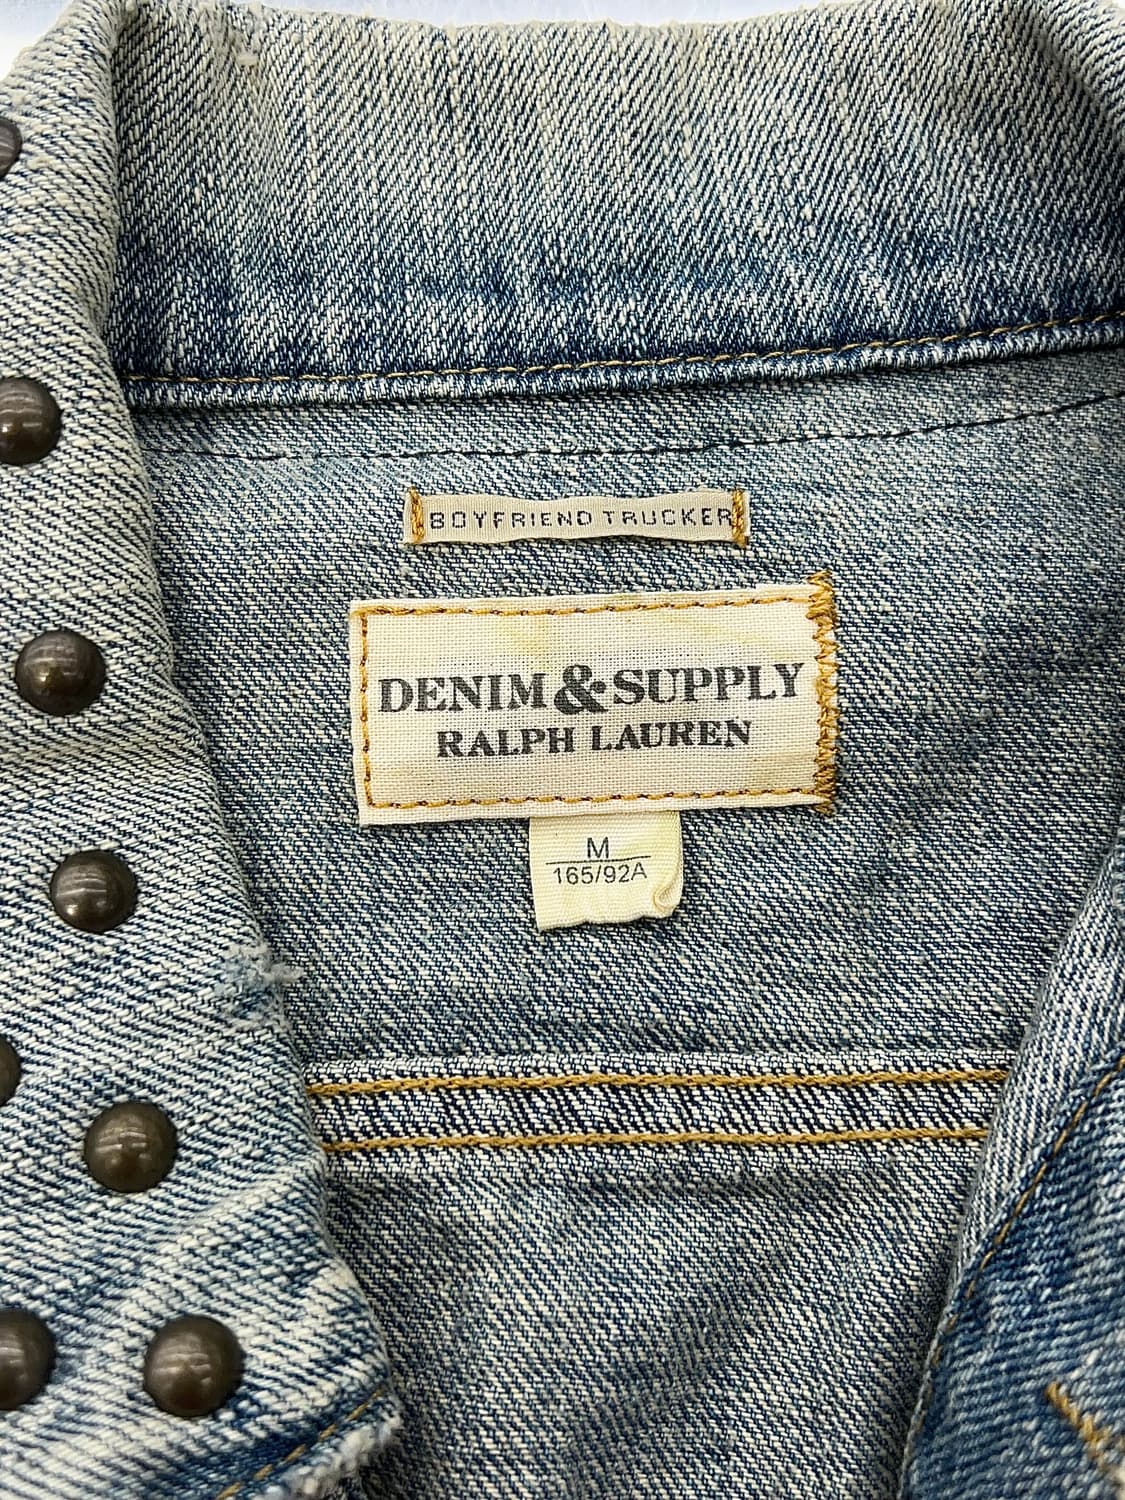 BOYFRIEND TRUCKER
DENIM & SUPPLY
RALPH LAUREN
M
165/92A